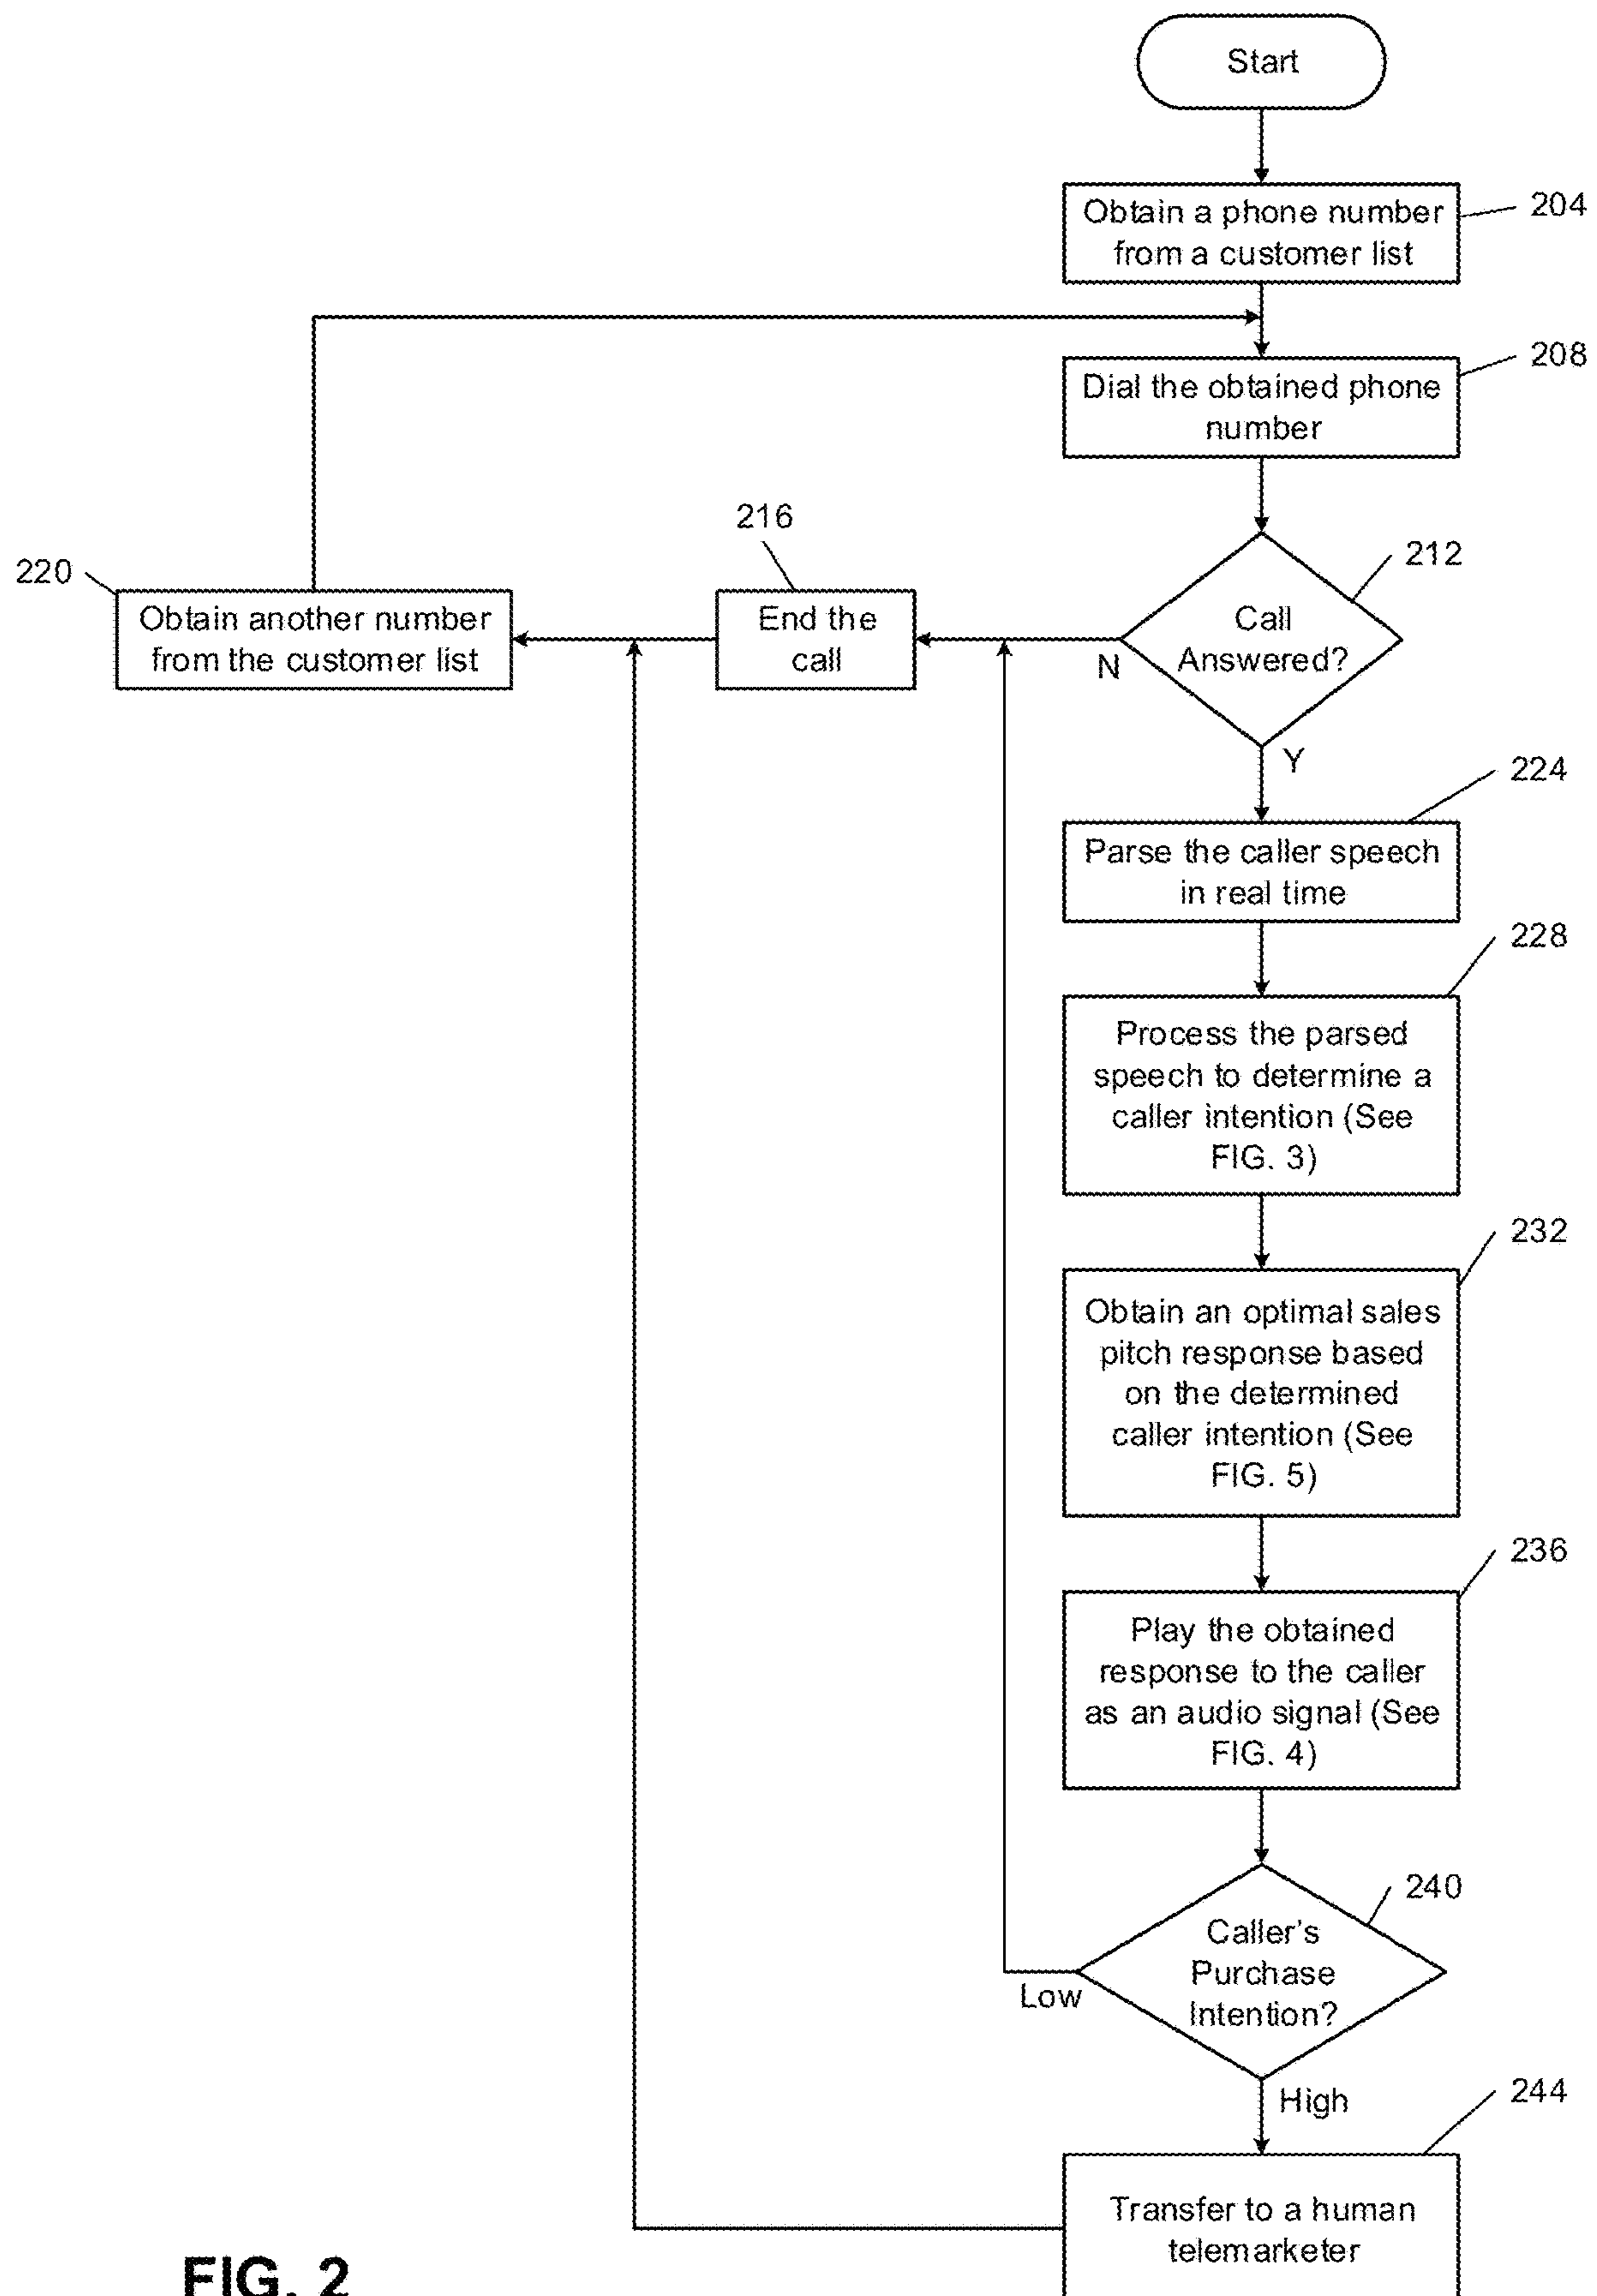 Start
Obtain a phone number
from a customer list
204
Dial the obtained phone
number
208
Call
Answered?
212
N
Y
216
End the
call
220
Obtain another number
from the customer list
224
Parse the caller speech
in real time
228
Process the parsed
speech to determine a
caller intention (See
FIG. 3)
232
Obtain an optimal sales
pitch response based
on the determined
caller intention (See
FIG. 5)
236
Play the obtained
response to the caller
as an audio signal (See
FIG. 4)
240
Caller's
Purchase
Intention?
Low
High
244
Transfer to a human
telemarketer
FIG. 2